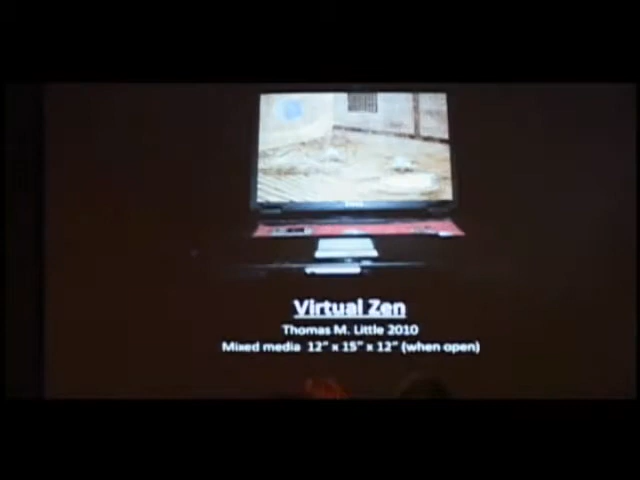 Virtual Zen
Thomas M. Little 2010
Mixed media 12" x 15" x 12" (when open)